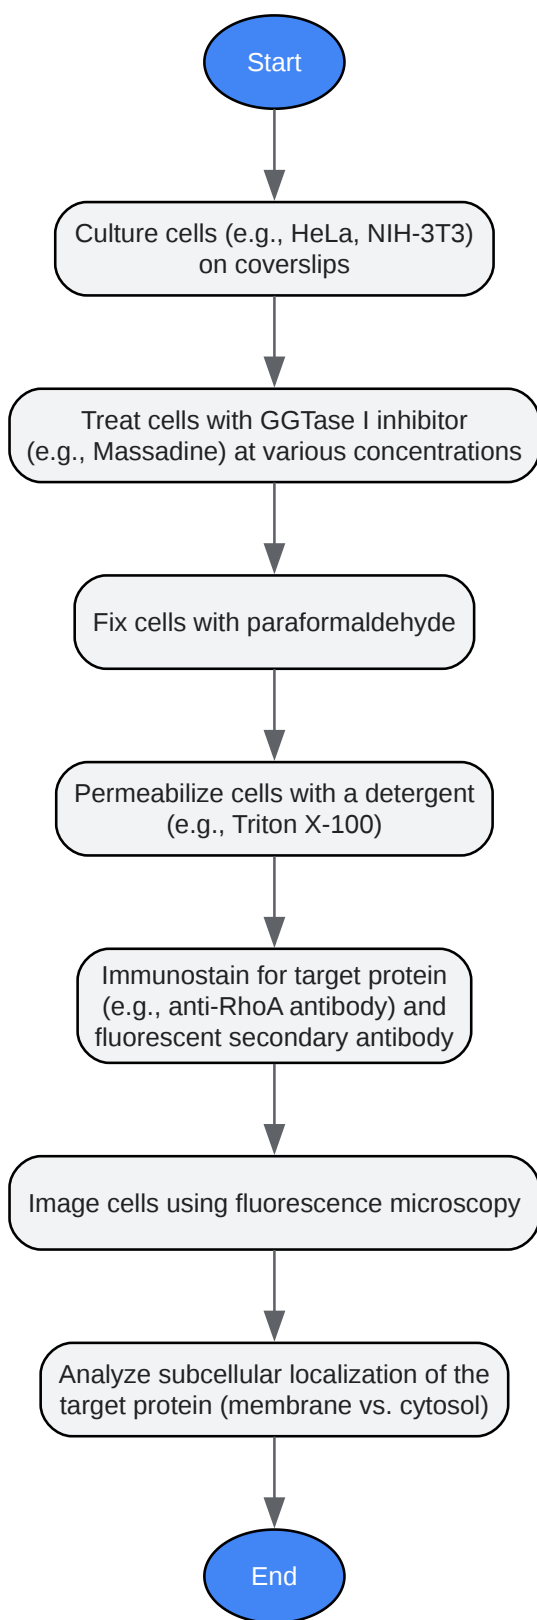 Start
Culture cells (e.g., HeLa, NIH-3T3)
on coverslips
Treat cells with GGTase I inhibitor
(e.g., Massadine) at various concentrations
Fix cells with paraformaldehyde
Permeabilize cells with a detergent
(e.g., Triton X-100)
Immunostain for target protein
(e.g., anti-RhoA antibody) and
fluorescent secondary antibody
Image cells using fluorescence microscopy
Analyze subcellular localization of the
target protein (membrane vs. cytosol)
End